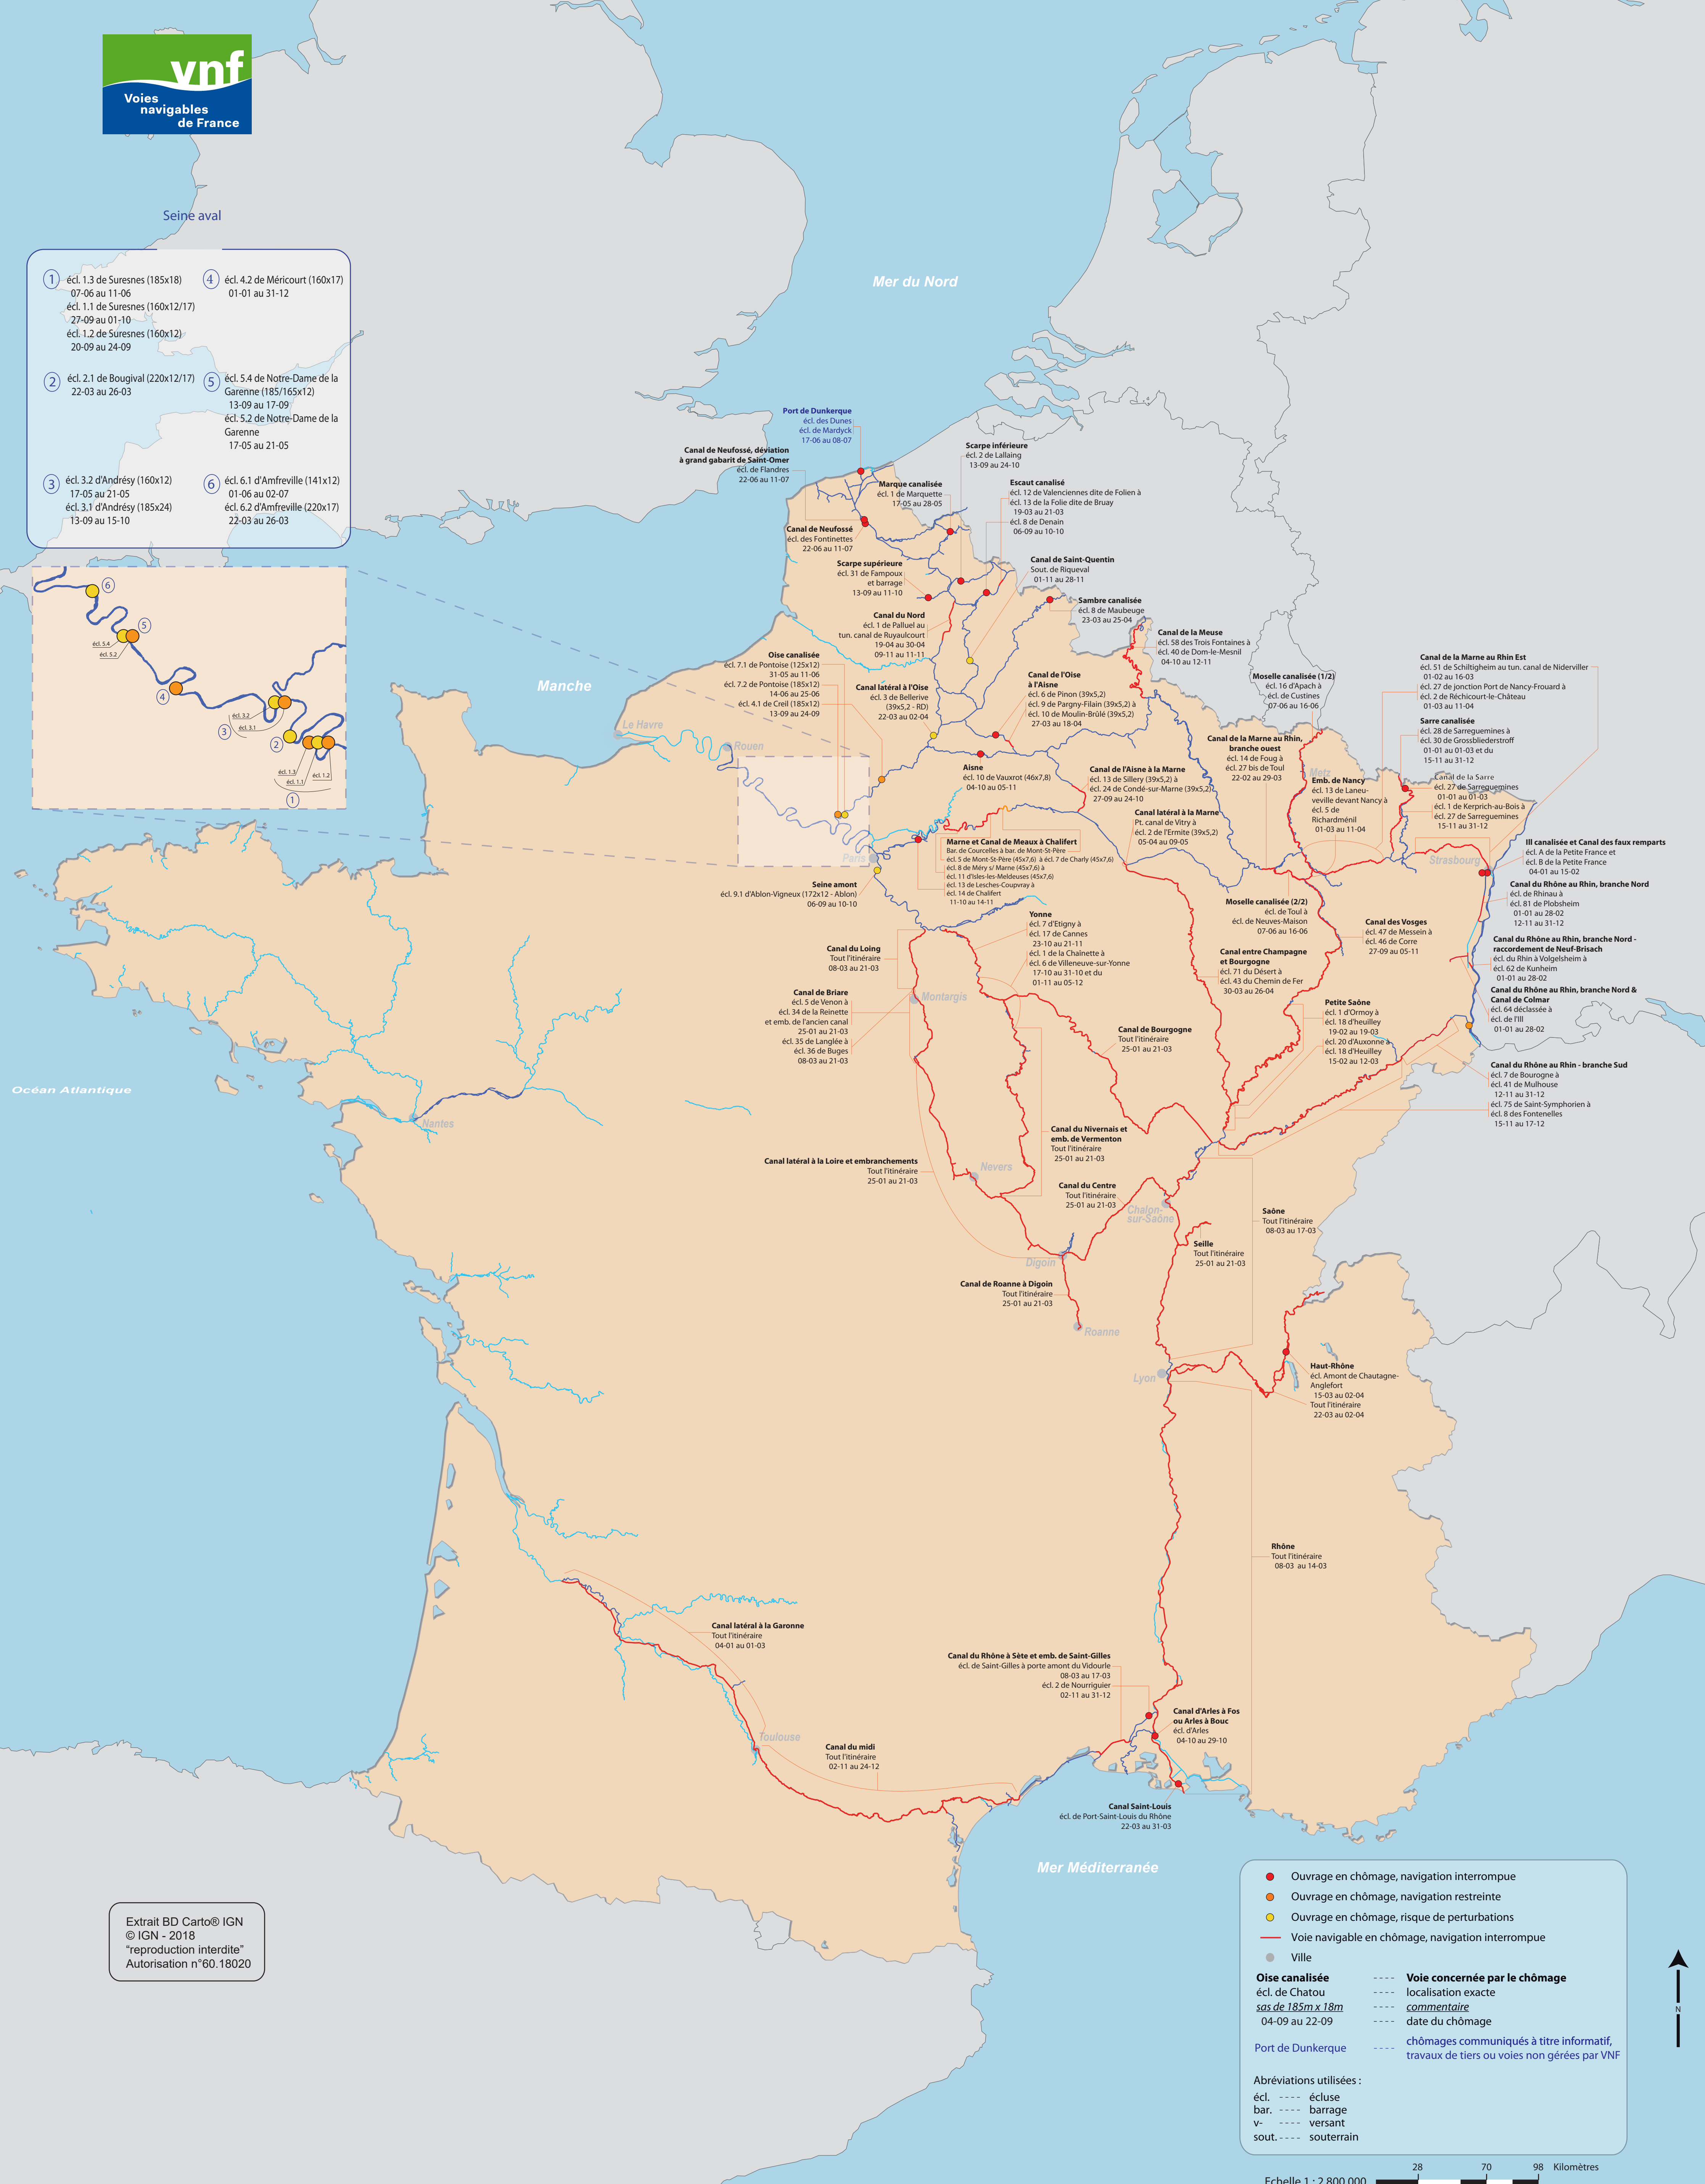 vnf
Voies
navigables
de France
Seine aval
1
écl. 1.3 de Suresnes (185x18)
07-06 au 11-06
écl. 1.1 de Suresnes (160x12/17)
27-09 au 01-10
écl. 1.2 de Suresnes (160x12)
20-09 au 24-09
4
écl. 4.2 de Méricourt (160x17)
01-01 au 31-12
2
écl. 2.1 de Bougival (220x12/17)
22-03 au 26-03
5
écl. 5.4 de Notre-Dame de la
Garenne (185/165x12)
13-09 au 17-09
écl. 5.2 de Notre-Dame de la
Garenne
17-05 au 21-05
3
écl. 3.2 d'Andrésy (160x12)
17-05 au 21-05
écl. 3.1 d'Andrésy (185x24)
13-09 au 15-10
6
écl. 6.1 d'Amfreville (141x12)
01-06 au 02-07
écl. 6.2 d'Amfreville (220x17)
22-03 au 26-03
6
5
écl. 5.4
écl. 5.2
4
écl. 3.2
3
écl. 3.1
2
écl. 1.3
écl. 1.1
écl. 1.2
1
Mer du Nord
Manche
Océan Atlantique
Mer Méditerranée
Le Havre
Rouen
Paris
Metz
Strasbourg
Montargis
Nantes
Nevers
Chalon-
sur-Saône
Digoin
Roanne
Lyon
Toulouse
Port de Dunkerque
écl. des Dunes
écl. de Mardyck
17-06 au 08-07
Canal de Neufossé, déviation
à grand gabarit de Saint-Omer
écl. de Flandres
22-06 au 11-07
Scarpe inférieure
écl. 2 de Lallaing
13-09 au 24-10
Marque canalisée
écl. 1 de Marquette
17-05 au 28-05
Escaut canalisé
écl. 12 de Valenciennes dite de Folien à
écl. 13 de la Folie dite de Bruay
19-03 au 21-03
écl. 8 de Denain
06-09 au 10-10
Canal de Neufossé
écl. des Fontinettes
22-06 au 11-07
Canal de Saint-Quentin
Sout. de Riqueval
01-11 au 28-11
Scarpe supérieure
écl. 31 de Fampoux
et barrage
13-09 au 11-10
Sambre canalisée
écl. 8 de Maubeuge
23-03 au 25-04
Canal du Nord
écl. 1 de Palluel au
tun. canal de Ruyaulcourt
19-04 au 30-04
09-11 au 11-11
Canal de la Meuse
écl. 58 des Trois Fontaines à
écl. 40 de Dom-le-Mesnil
04-10 au 12-11
Oise canalisée
écl. 7.1 de Pontoise (125x12)
31-05 au 11-06
écl. 7.2 de Pontoise (185x12)
14-06 au 25-06
écl. 4.1 de Creil (185x12)
13-09 au 24-09
Canal latéral à l'Oise
écl. 3 de Bellerive
(39x5,2 - RD)
22-03 au 02-04
Canal de l'Oise
à l'Aisne
écl. 6 de Pinon (39x5,2)
écl. 9 de Pargny-Filain (39x5,2) à
écl. 10 de Moulin-Brûlé (39x5,2)
27-03 au 18-04
Moselle canalisée (1/2)
écl. 16 d'Apach à
écl. de Custines
07-06 au 16-06
Canal de la Marne au Rhin Est
écl. 51 de Schiltigheim au tun. canal de Niderviller
01-02 au 16-03
écl. 27 de jonction Port de Nancy-Frouard à
écl. 2 de Réchicourt-le-Château
01-03 au 11-04
Sarre canalisée
écl. 28 de Sarreguemines à
écl. 30 de Grossbliederstroff
01-01 au 01-03 et du
15-11 au 31-12
Canal de la Marne au Rhin,
branche ouest
écl. 14 de Foug à
écl. 27 bis de Toul
22-02 au 29-03
Aisne
écl. 10 de Vauxrot (46x7,8)
04-10 au 05-11
Canal de l'Aisne à la Marne
écl. 13 de Sillery (39x5,2) à
écl. 24 de Condé-sur-Marne (39x5,2)
27-09 au 24-10
Emb. de Nancy
écl. 13 de Laneu-
veville devant Nancy à
écl. 5 de
Richardménil
01-03 au 11-04
Canal de la Sarre
écl. 27 de Sarreguemines
01-01 au 01-03
écl. 1 de Kerprich-au-Bois à
écl. 27 de Sarreguemines
15-11 au 31-12
Canal latéral à la Marne
Pt. canal de Vitry à
écl. 2 de l'Ermite (39x5,2)
05-04 au 09-05
Marne et Canal de Meaux à Chalifert
Bar. de Courcelles à bar. de Mont-St-Père
écl. 5 de Mont-St-Père (45x7,6) à écl. 7 de Charly (45x7,6)
écl. 8 de Méry s/ Marne (45x7,6) à
écl. 11 d'Isles-les-Meldeuses (45x7,6)
écl. 13 de Lesches-Coupvray à
écl. 14 de Chalifert
11-10 au 14-11
Ill canalisée et Canal des faux remparts
écl. A de la Petite France et
écl. B de la Petite France
04-01 au 15-02
Seine amont
écl. 9.1 d'Ablon-Vigneux (172x12 - Ablon)
06-09 au 10-10
Canal du Rhône au Rhin, branche Nord
écl. de Rhinau à
écl. 81 de Plobsheim
01-01 au 28-02
12-11 au 31-12
Moselle canalisée (2/2)
écl. de Toul à
écl. de Neuves-Maison
07-06 au 16-06
Yonne
écl. 7 d'Etigny à
écl. 17 de Cannes
23-10 au 21-11
écl. 1 de la Chainette à
écl. 6 de Villeneuve-sur-Yonne
17-10 au 31-10 et du
01-11 au 05-12
Canal des Vosges
écl. 47 de Messein à
écl. 46 de Corre
27-09 au 05-11
Canal du Rhône au Rhin, branche Nord -
raccordement de Neuf-Brisach
écl. du Rhin à Volgelsheim à
écl. 62 de Kunheim
01-01 au 28-02
Canal du Loing
Tout l'itinéraire
08-03 au 21-03
Canal entre Champagne
et Bourgogne
écl. 71 du Désert à
écl. 43 du Chemin de Fer
30-03 au 26-04
Canal du Rhône au Rhin, branche Nord &
Canal de Colmar
écl. 64 déclassée à
écl. de l'Ill
01-01 au 28-02
Canal de Briare
écl. 5 de Venon à
écl. 34 de la Reinette
et emb. de l'ancien canal
25-01 au 21-03
écl. 35 de Langlée à
écl. 36 de Buges
08-03 au 21-03
Petite Saône
écl. 1 d'Ormoy à
écl. 18 d'heuilley
19-02 au 19-03
écl. 20 d'Auxonne à
écl. 18 d'Heuilley
15-02 au 12-03
Canal de Bourgogne
Tout l'itinéraire
25-01 au 21-03
Canal du Rhône au Rhin - branche Sud
écl. 7 de Bourogne à
écl. 41 de Mulhouse
12-11 au 31-12
écl. 75 de Saint-Symphorien à
écl. 8 des Fontenelles
15-11 au 17-12
Canal du Nivernais et
emb. de Vermenton
Tout l'itinéraire
25-01 au 21-03
Canal latéral à la Loire et embranchements
Tout l'itinéraire
25-01 au 21-03
Canal du Centre
Tout l'itinéraire
25-01 au 21-03
Saône
Tout l'itinéraire
08-03 au 17-03
Seille
Tout l'itinéraire
25-01 au 21-03
Canal de Roanne à Digoin
Tout l'itinéraire
25-01 au 21-03
Haut-Rhône
écl. Amont de Chautagne-
Anglefort
15-03 au 02-04
Tout l'itinéraire
22-03 au 02-04
Rhône
Tout l'itinéraire
08-03 au 14-03
Canal latéral à la Garonne
Tout l'itinéraire
04-01 au 01-03
Canal du Rhône à Sète et emb. de Saint-Gilles
écl. de Saint-Gilles à porte amont du Vidourle
08-03 au 17-03
écl. 2 de Nourriguier
02-11 au 31-12
Canal d'Arles à Fos
ou Arles à Bouc
écl. d'Arles
04-10 au 29-10
Canal du midi
Tout l'itinéraire
02-11 au 24-12
Canal Saint-Louis
écl. de Port-Saint-Louis du Rhône
22-03 au 31-03
Extrait BD Carto® IGN
© IGN - 2018
“reproduction interdite”
Autorisation n°60.18020
Ouvrage en chômage, navigation interrompue
Ouvrage en chômage, navigation restreinte
Ouvrage en chômage, risque de perturbations
Voie navigable en chômage, navigation interrompue
Ville
Oise canalisée ---- Voie concernée par le chômage
écl. de Chatou ---- localisation exacte
sas de 185m x 18m ---- commentaire
04-09 au 22-09 ---- date du chômage
Port de Dunkerque ---- chômages communiqués à titre informatif,
travaux de tiers ou voies non gérées par VNF
Abréviations utilisées :
écl. ---- écluse
bar. ---- barrage
v- ---- versant
sout. ---- souterrain
N
28 70 98 Kilomètres
Echelle 1 : 2 800 000